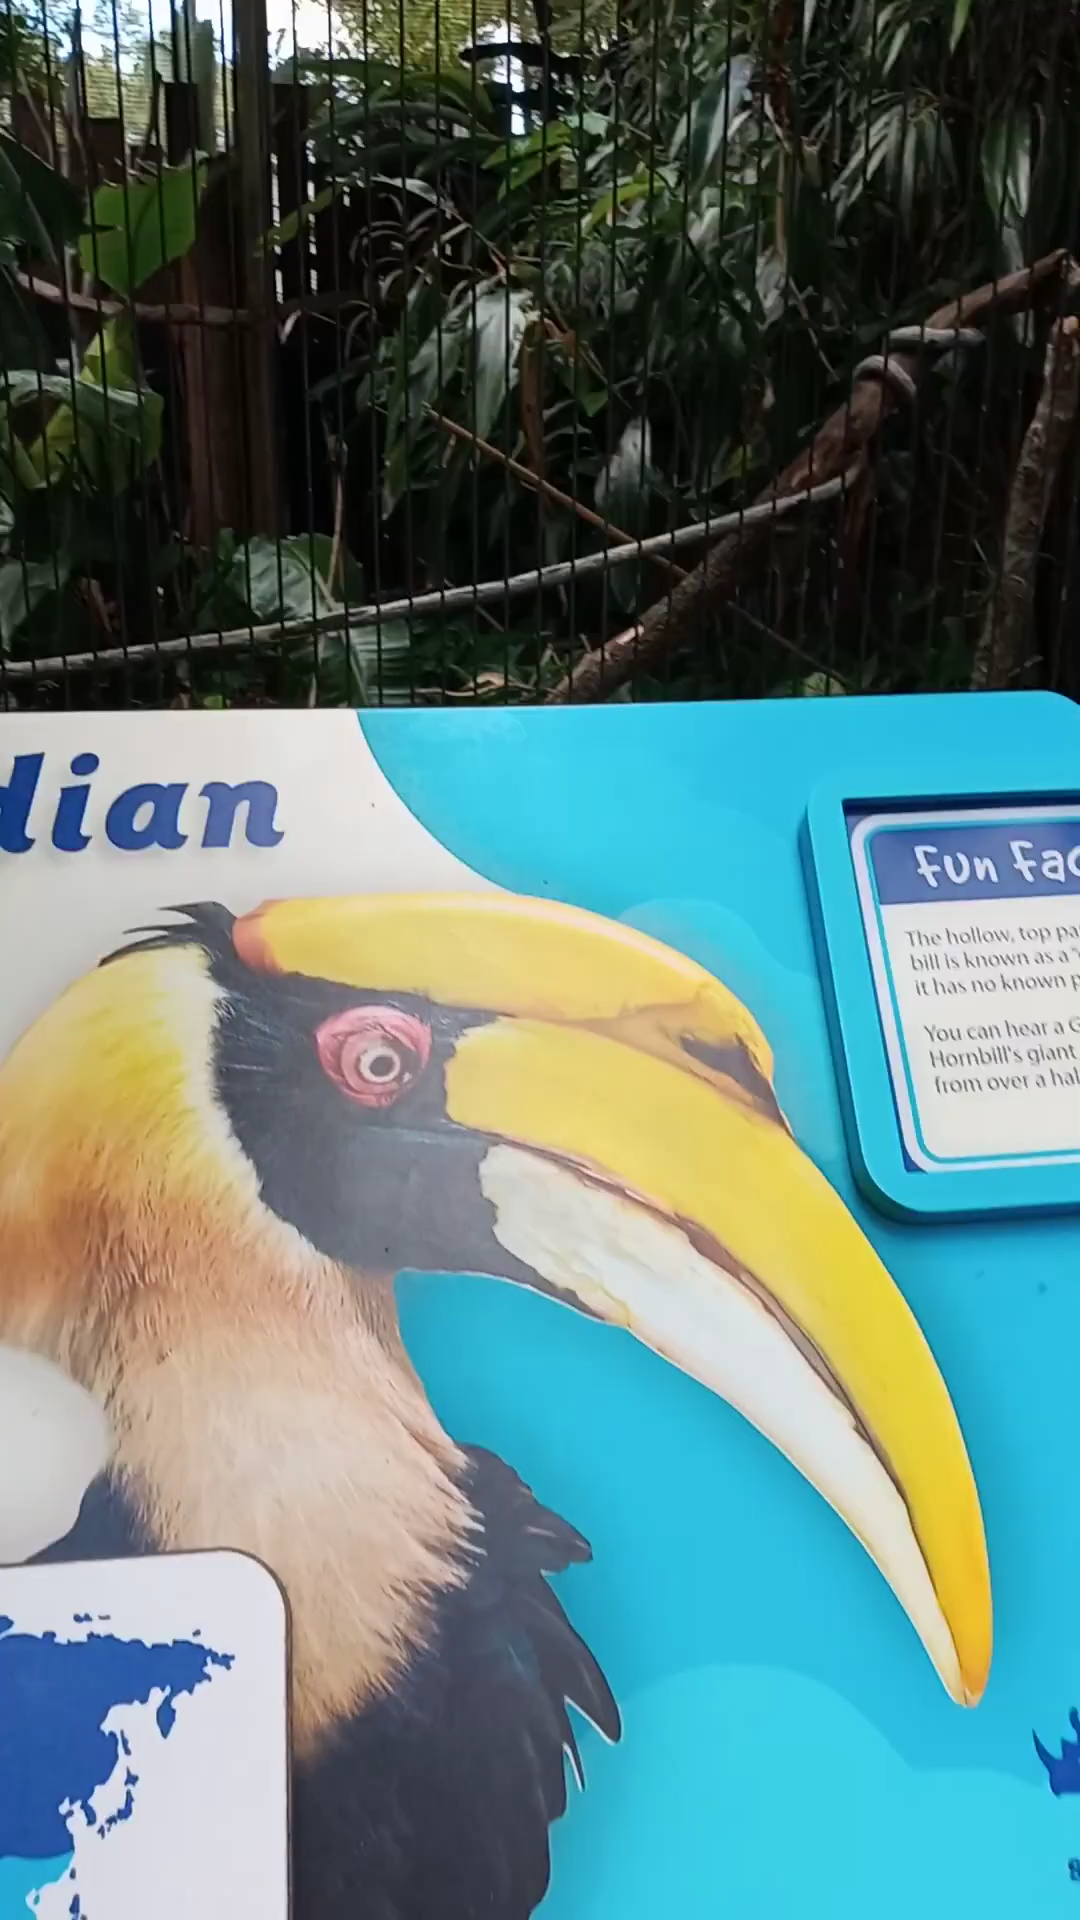 dian
Fun Fac
The hollow, top pa
bill is known as a "
it has no known p
You can hear a G
Hornbill's giant
from over a hal
8